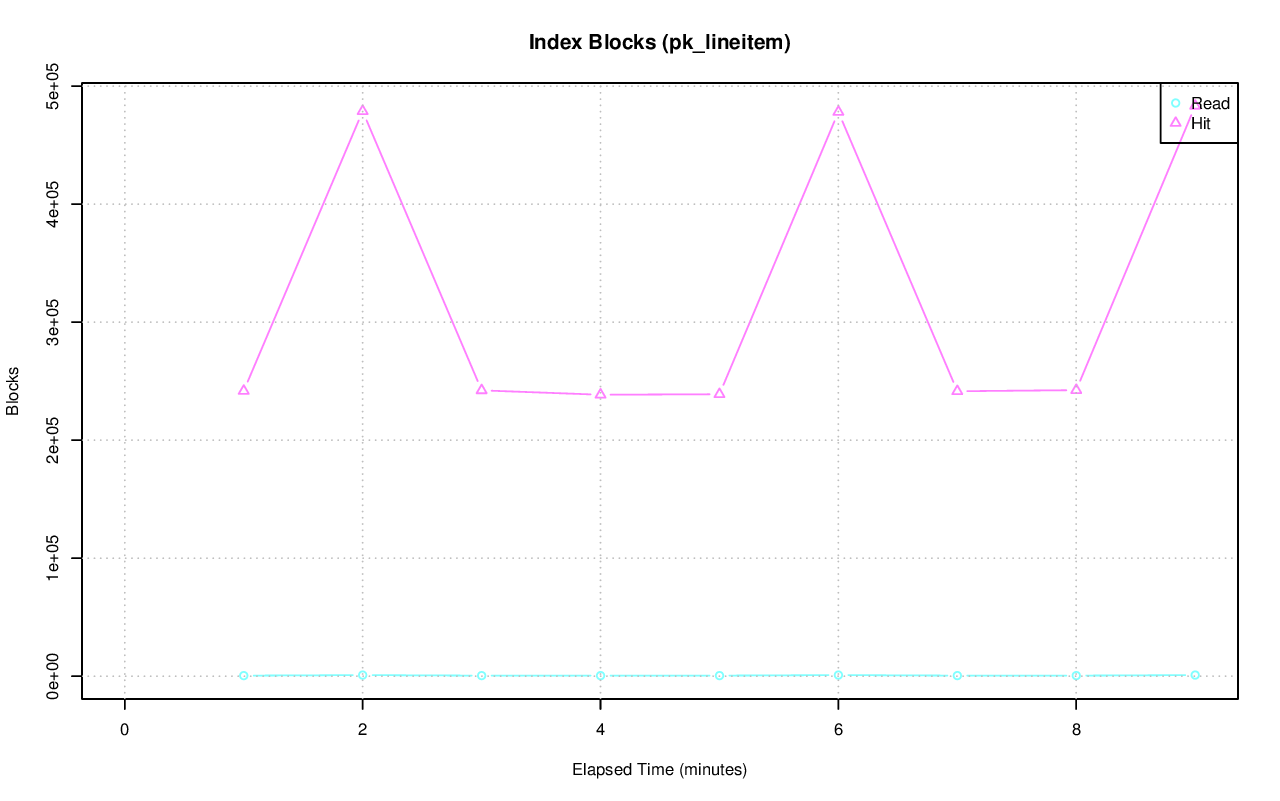 Index Blocks (pk_lineitem)
Read
Hit
Blocks
5e+05
4e+05
3e+05
2e+05
1e+05
0e+00
0 2 4 6 8
Elapsed Time (minutes)